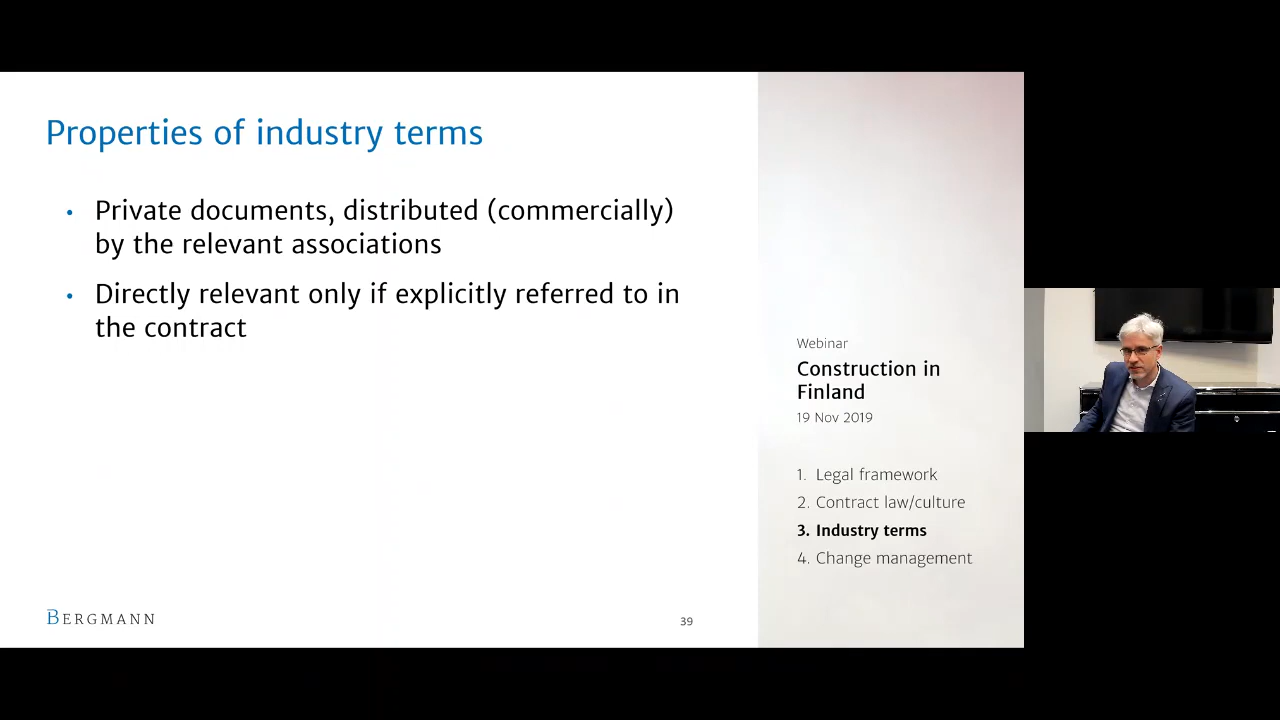 Properties of industry terms
• Private documents, distributed (commercially)
by the relevant associations
• Directly relevant only if explicitly referred to in
the contract
Webinar
Construction in
Finland
19 Nov 2019
1. Legal framework
2. Contract law/culture
3. Industry terms
4. Change management
BERGMANN
39